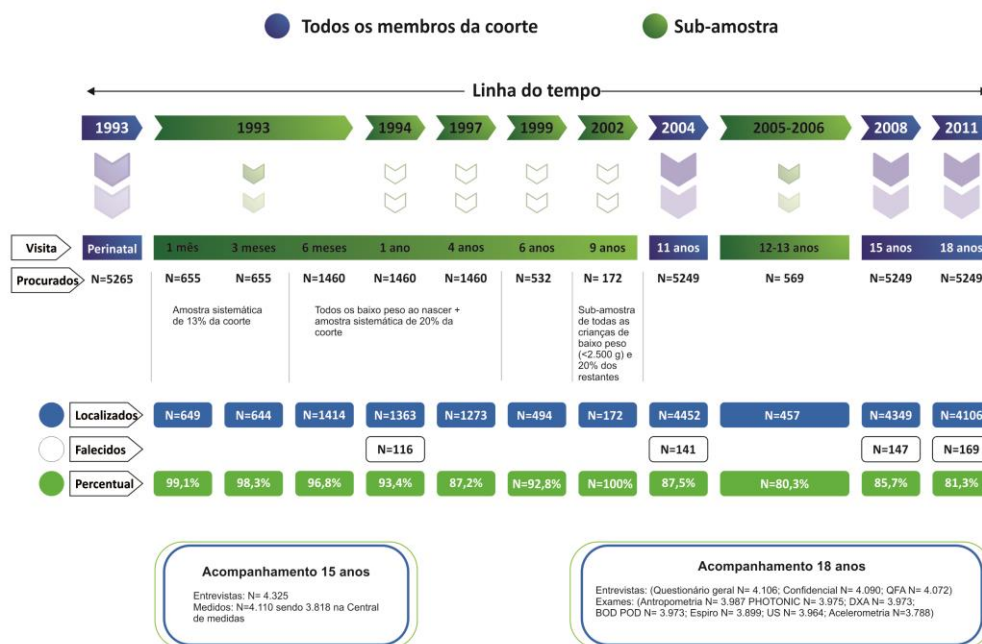 Todos os membros da coorte Sub-amostra
Linha do tempo
1993 1993 1994 1997 1999 2002 2004 2005-2006 2008 2011
Visita Perinatal 1 mês 3 meses 6 meses 1 ano 4 anos 6 anos 9 anos 11 anos 12-13 anos 15 anos 18 anos
Procurados N=5265 N=655 N=655 N=1460 N=1460 N=1460 N=532 N= 172 N=5249 N= 569 N=5249 N=5249
Amostra sistemática
de 13% da coorte
Todos os baixo peso ao nascer +
amostra sistemática de 20% da
coorte
Sub-amostra
de todas as
crianças de
baixo peso
(<2.500 g) e
20% dos
restantes
Localizados N=649 N=644 N=1414 N=1363 N=1273 N=494 N=172 N=4452 N=457 N=4349 N=4106
Falecidos N=116 N=141 N=147 N=169
Percentual 99,1% 98,3% 96,8% 93,4% 87,2% N=92,8% N=100% 87,5% N=80,3% 85,7% 81,3%
Acompanhamento 15 anos
Entrevistas: N= 4.325
Medidos: N=4.110 sendo 3.818 na Central
de medidas
Acompanhamento 18 anos
Entrevistas: (Questionário geral N= 4.106; Confidencial N= 4.090; QFA N= 4.072)
Exames: (Antropometria N= 3.987 PHOTONIC N= 3.975; DXA N= 3.973;
BOD POD N= 3.973; Espiro N= 3.899; US N= 3.964; Acelerometria N=3.788)